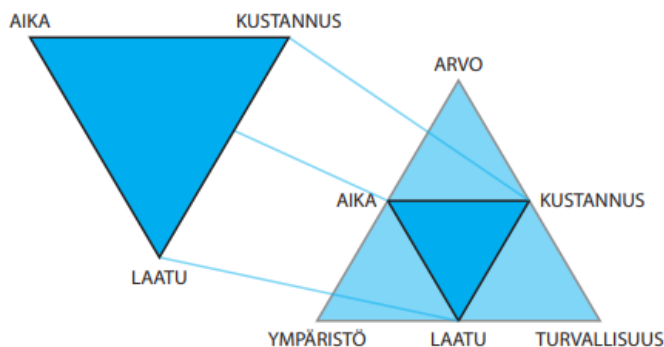 AIKA
KUSTANNUS
LAATU
ARVO
AIKA
KUSTANNUS
YMPÄRISTÖ
LAATU
TURVALLISUUS